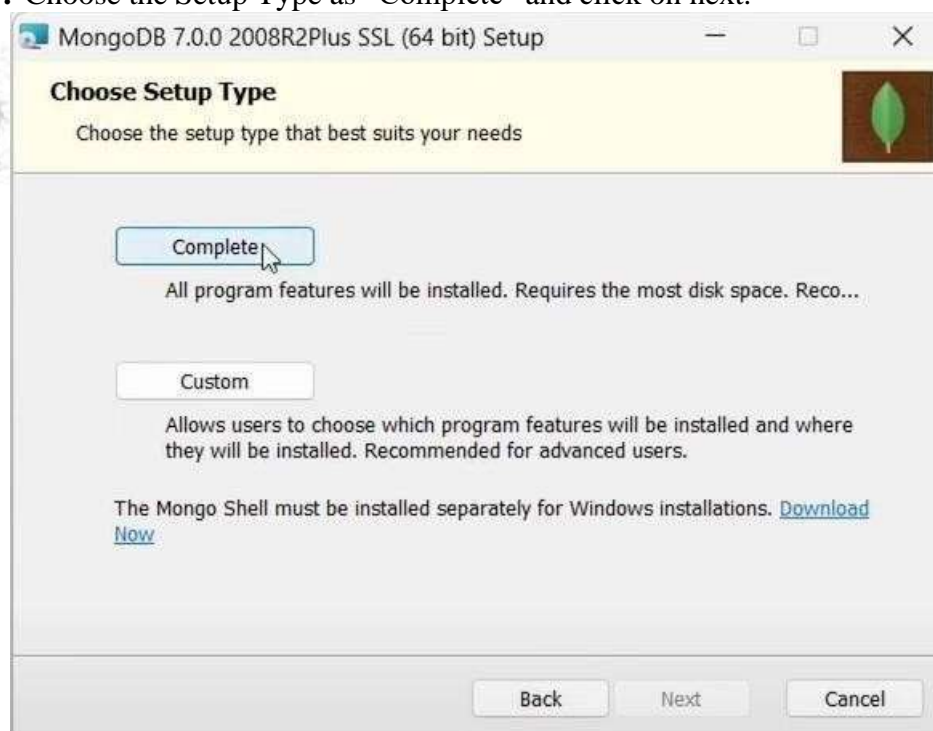 . Choose the Setup Type as "Complete" and click on next.
MongoDB 7.0.0 2008R2Plus SSL (64 bit) Setup
Choose Setup Type
Choose the setup type that best suits your needs
Complete
All program features will be installed. Requires the most disk space. Reco...
Custom
Allows users to choose which program features will be installed and where
they will be installed. Recommended for advanced users.
The Mongo Shell must be installed separately for Windows installations. Download
Now
Back Next Cancel